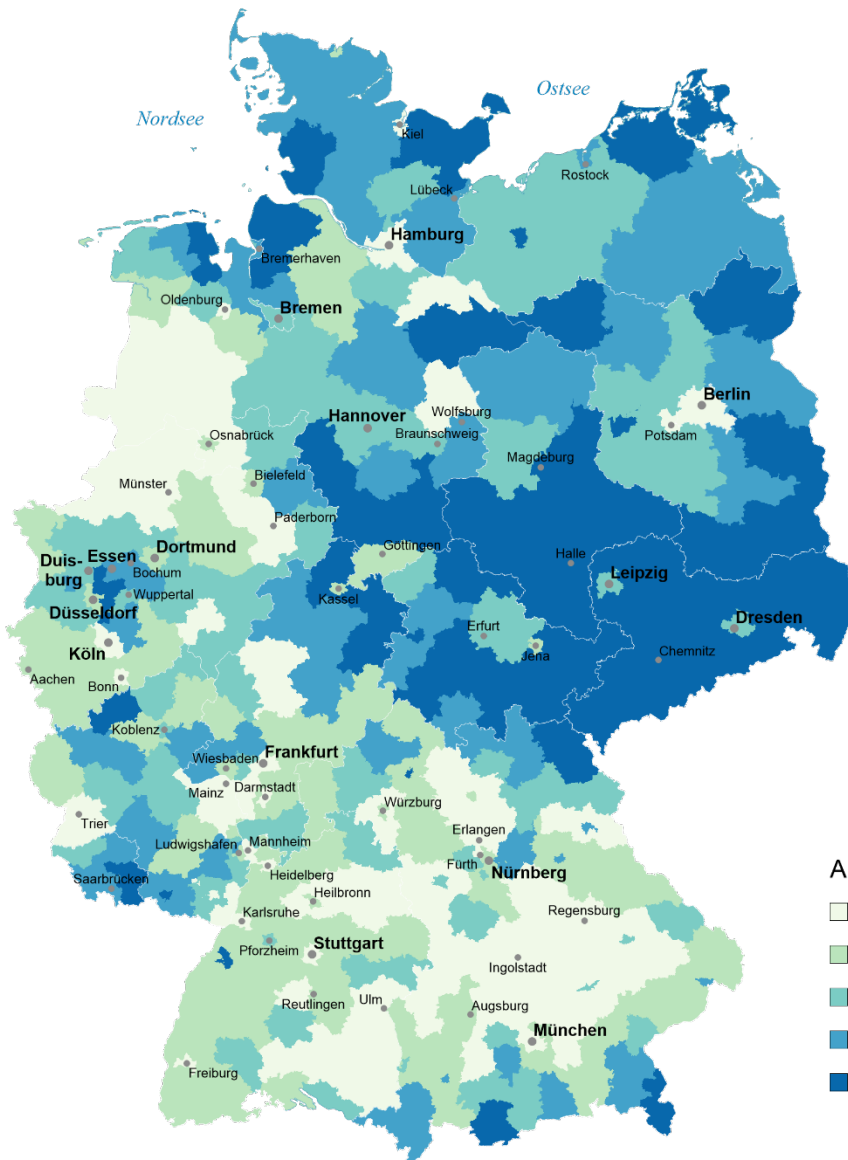 Ostsee
Nordsee
Kiel
Rostock
Lübeck
Hamburg
Bremerhaven
Oldenburg
Bremen
Berlin
Wolfsburg
Hannover
Potsdam
Braunschweig
Osnabrück
Magdeburg
Bielefeld
Münster
Paderborn
Dortmund
Göttingen
Essen
Duis-
burg
Bochum
Halle
Leipzig
Wuppertal
Kassel
Düsseldorf
Dresden
Erfurt
Köln
Jena
Chemnitz
Aachen
Bonn
Koblenz
Frankfurt
Wiesbaden
Mainz
Darmstadt
Würzburg
Trier
Erlangen
Ludwigshafen
Mannheim
Fürth
Nürnberg
A
Heidelberg
Saarbrücken
Heilbronn
Karlsruhe
Regensburg
Stuttgart
Pforzheim
Ingolstadt
Reutlingen
Ulm
Augsburg
München
Freiburg